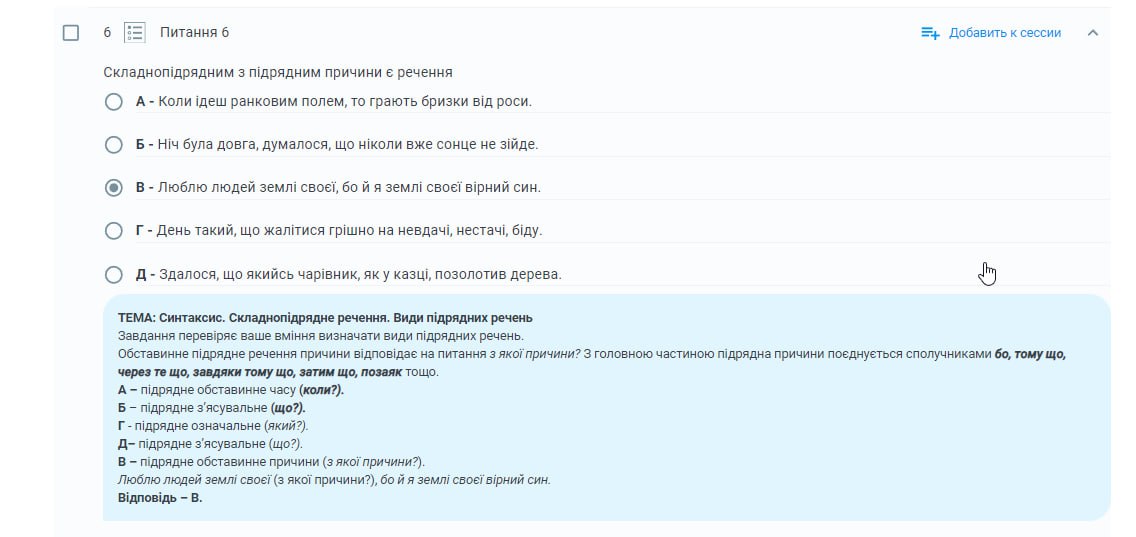 6 Питання 6 Добавить к сессии
Складнопідрядним з підрядним причини є речення
А - Коли ідеш ранковим полем, то грають бризки від роси.
Б - Ніч була довга, думалося, що ніколи вже сонце не зійде.
В - Люблю людей землі своєї, бо й я землі своєї вірний син.
Г - День такий, що жалітися грішно на невдачі, нестачі, біду.
Д - Здалося, що якийсь чарівник, як у казці, позолотив дерева.
ТЕМА: Синтаксис. Складнопідрядне речення. Види підрядних речень
Завдання перевіряє ваше вміння визначати види підрядних речень.
Обставинне підрядне речення причини відповідає на питання з якої причини? З головною частиною підрядна причини поєднується сполучниками бо, тому що,
через те що, завдяки тому що, затим що, позаяк тощо.
А – підрядне обставинне часу (коли?).
Б – підрядне з’ясувальне (що?).
Г - підрядне означальне (який?).
Д– підрядне з’ясувальне (що?).
В – підрядне обставинне причини (з якої причини?).
Люблю людей землі своєї (з якої причини?), бо й я землі своєї вірний син.
Відповідь – В.